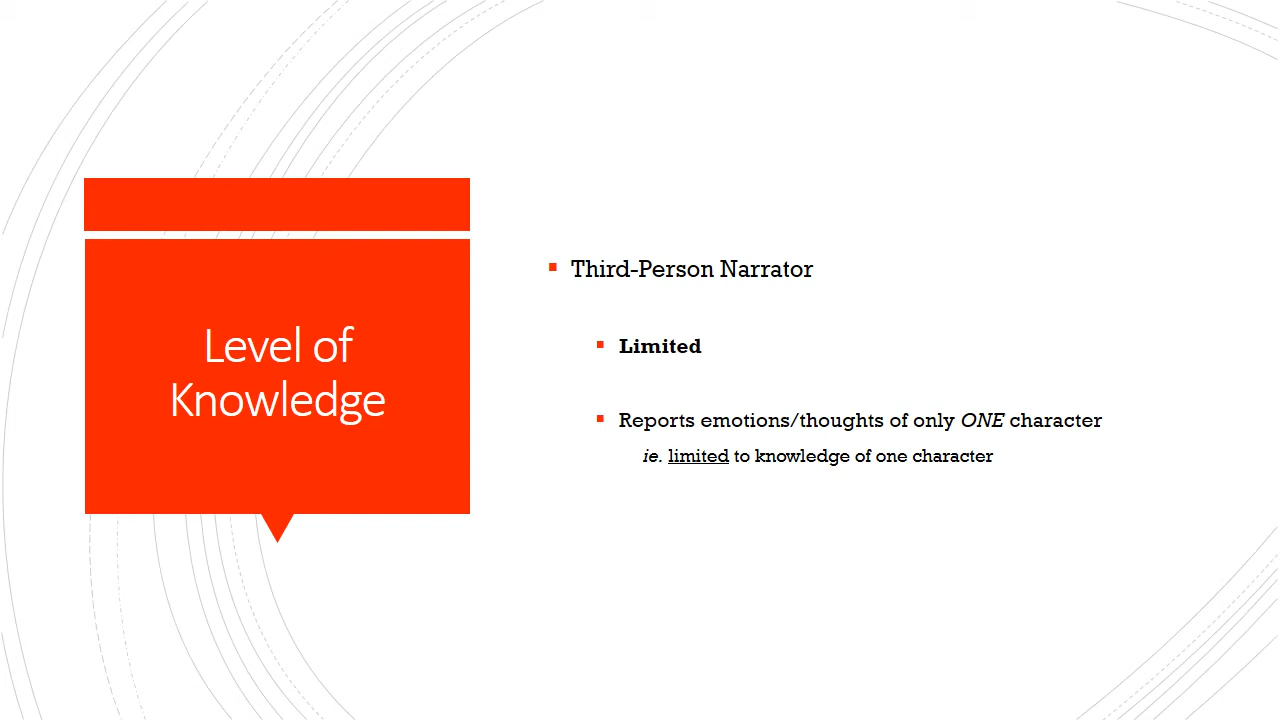 Level of
Knowledge
Third-Person Narrator
Limited
Reports emotions/thoughts of only ONE character
ie. limited to knowledge of one character